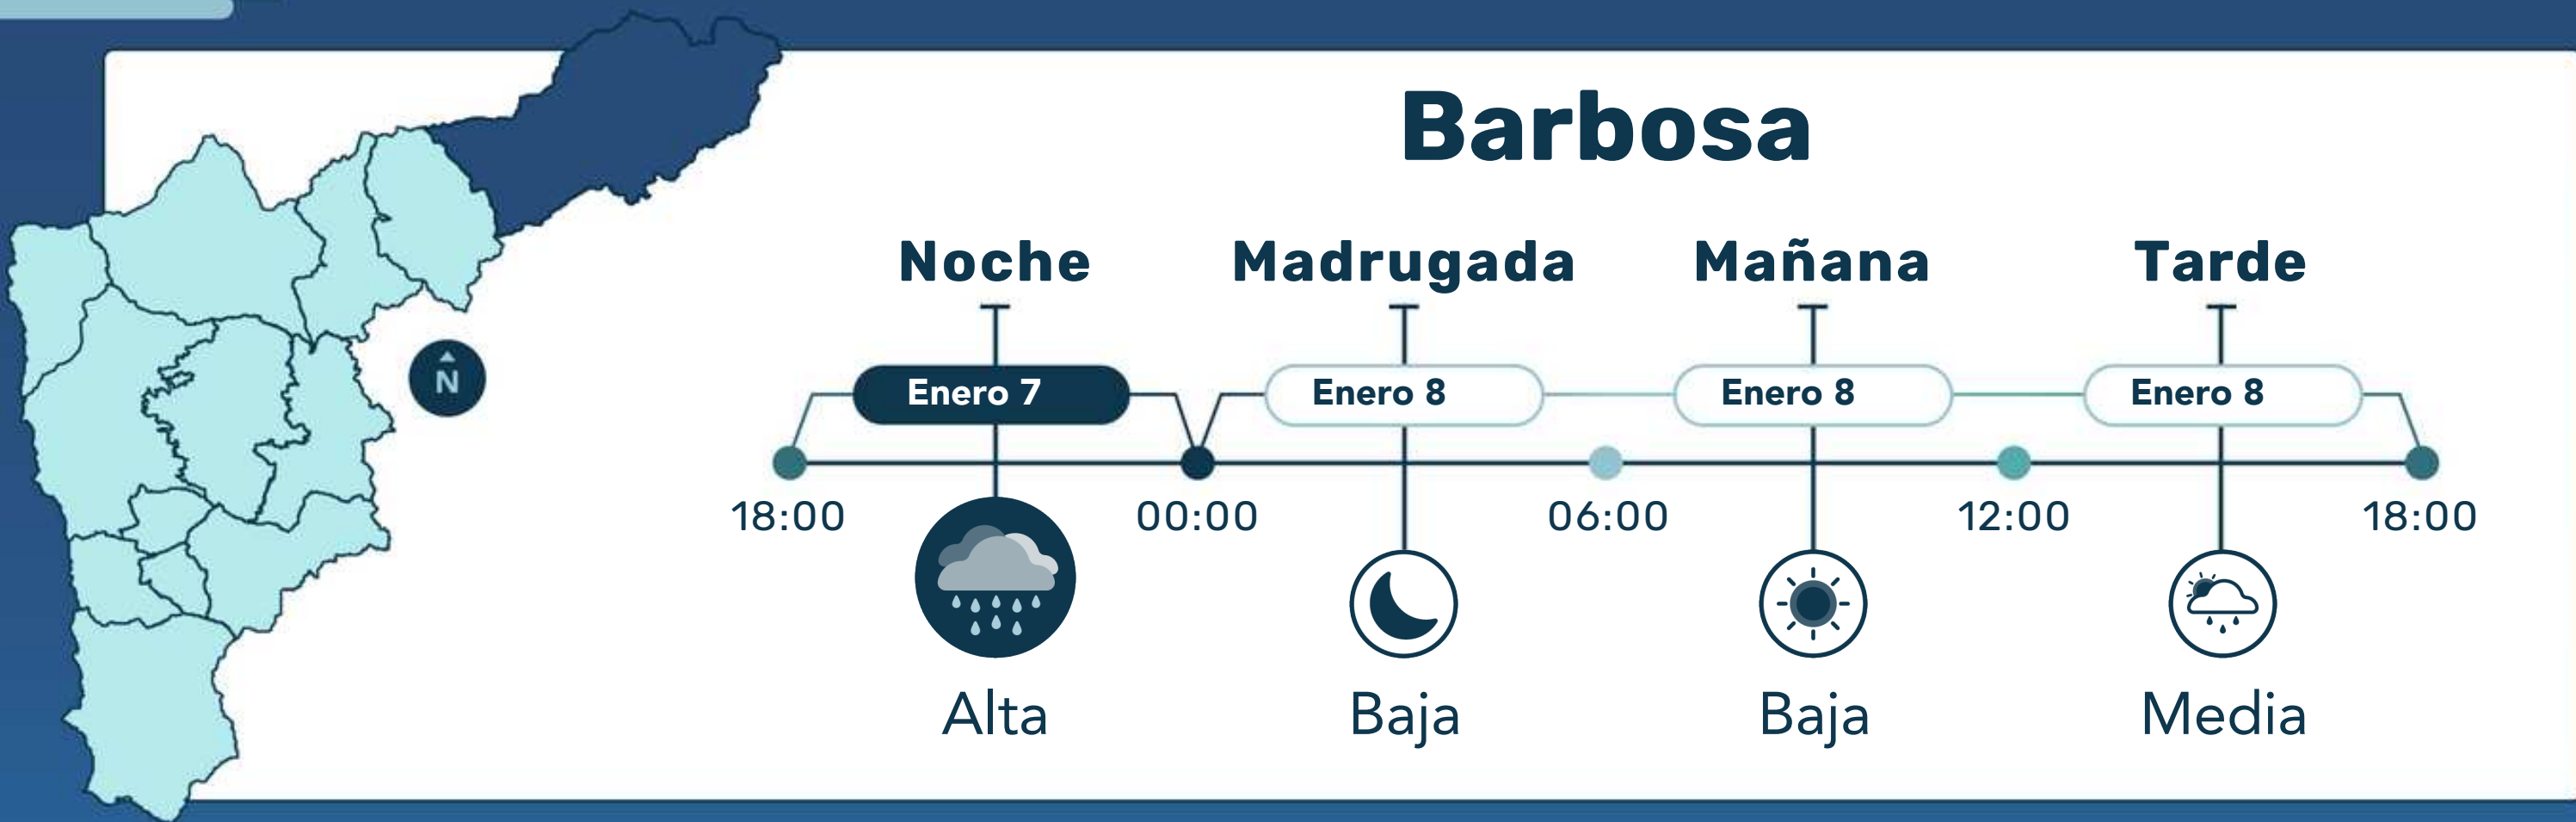 Barbosa
Noche Madrugada Mañana Tarde
N
Enero 7 Enero 8 Enero 8 Enero 8
18:00 00:00 06:00 12:00 18:00
Alta Baja Baja Media